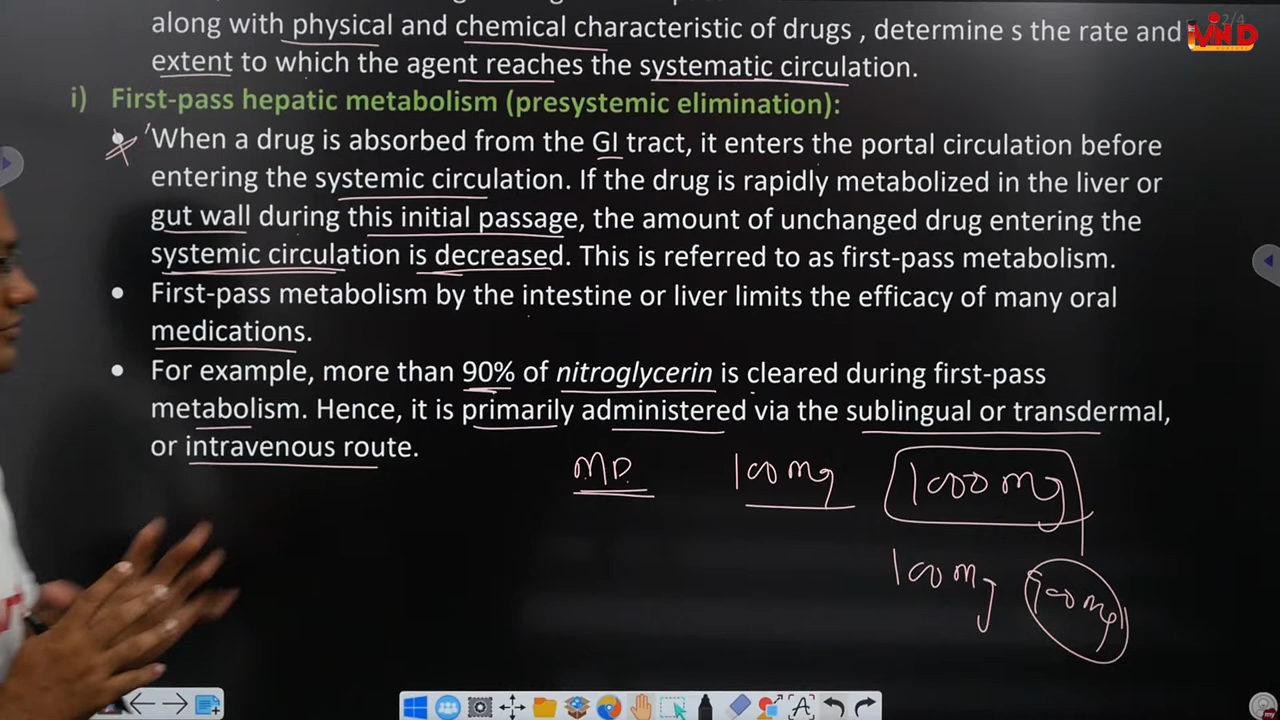 along with physical and chemical characteristic of drugs , determine s the rate and
extent to which the agent reaches the systematic circulation.
i) First-pass hepatic metabolism (presystemic elimination):
• When a drug is absorbed from the GI tract, it enters the portal circulation before
entering the systemic circulation. If the drug is rapidly metabolized in the liver or
gut wall during this initial passage, the amount of unchanged drug entering the
systemic circulation is decreased. This is referred to as first-pass metabolism.
• First-pass metabolism by the intestine or liver limits the efficacy of many oral
medications.
• For example, more than 90% of nitroglycerin is cleared during first-pass
metabolism. Hence, it is primarily administered via the sublingual or transdermal,
or intravenous route.
100 mg 1000 mg
100 mg